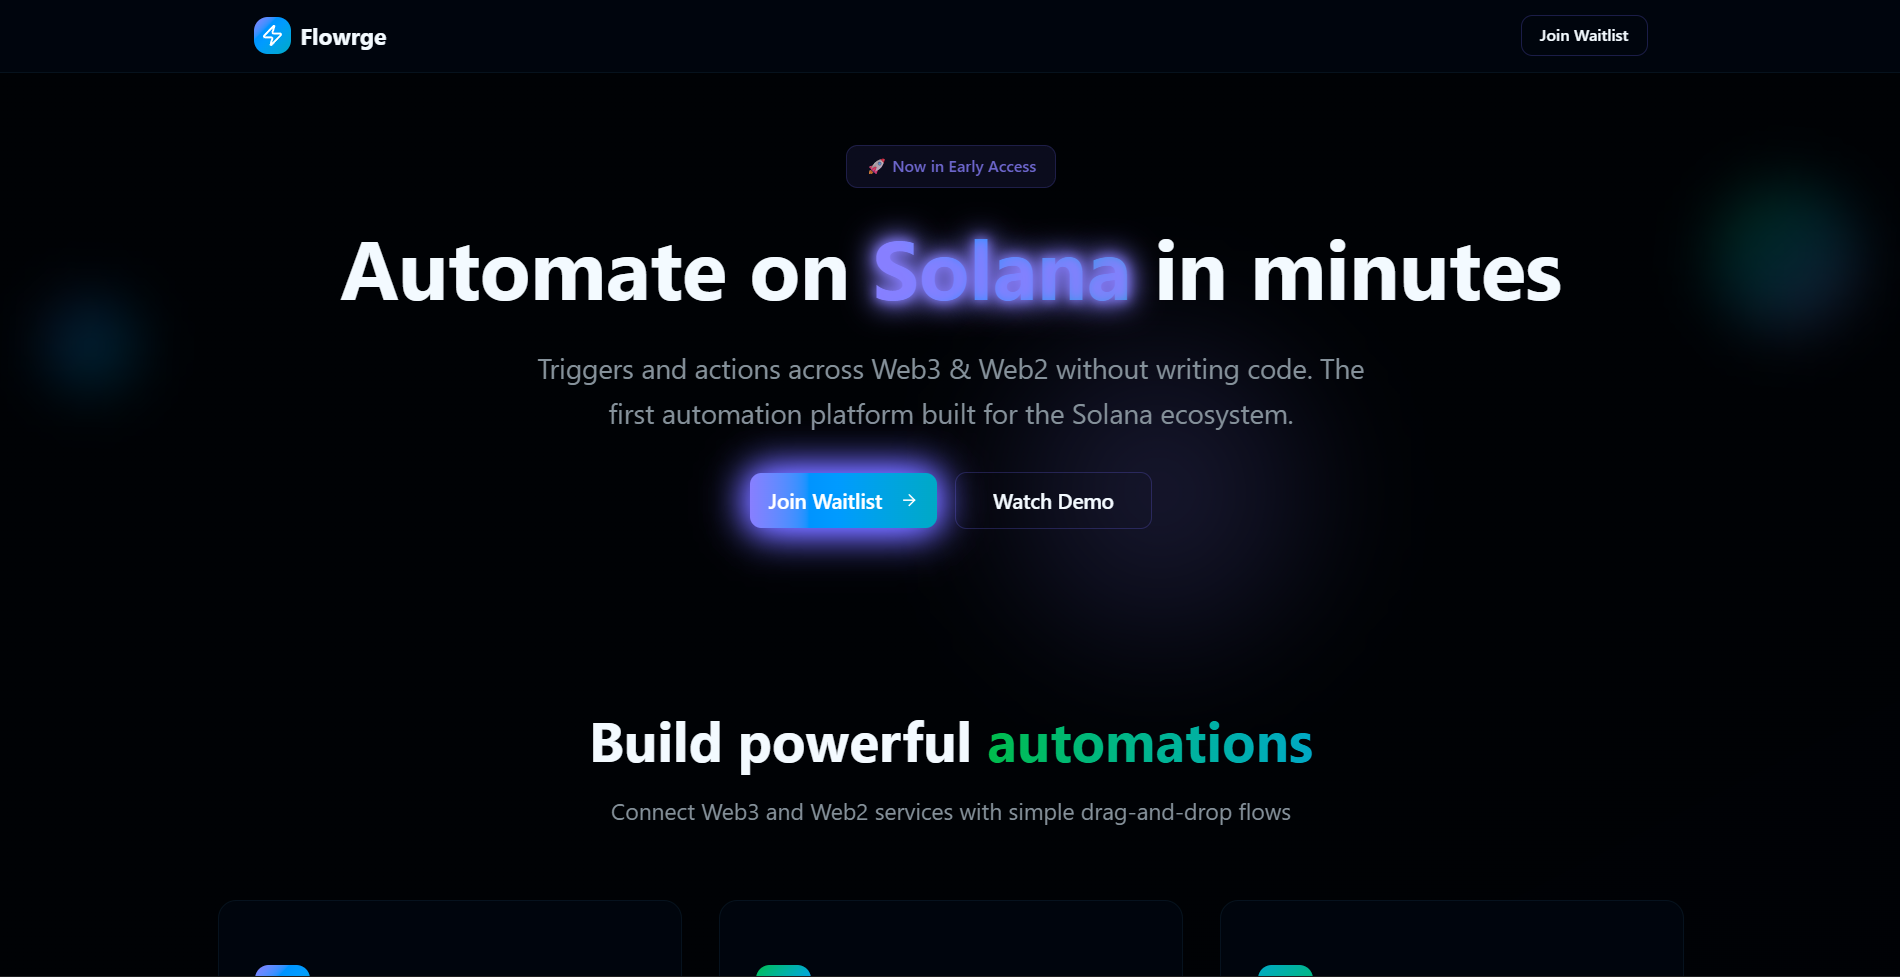 Flowrge
Join Waitlist
🚀 Now in Early Access
Automate on Solana in minutes
Triggers and actions across Web3 & Web2 without writing code. The
first automation platform built for the Solana ecosystem.
Join Waitlist →
Watch Demo
Build powerful automations
Connect Web3 and Web2 services with simple drag-and-drop flows